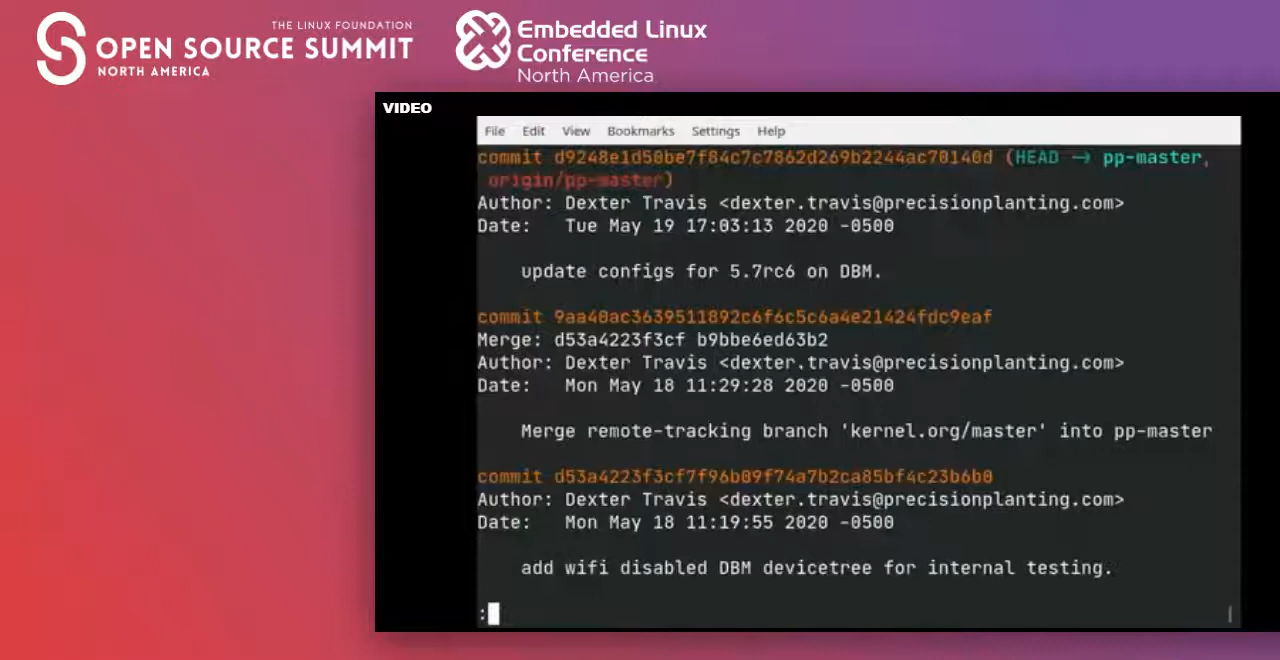 THE LINUX FOUNDATION
OPEN SOURCE SUMMIT
NORTH AMERICA
Embedded Linux
Conference
North America
VIDEO
File Edit View Bookmarks Settings Help
commit d9248e1d50be7f84c7c7862d269b2244ac70140d (HEAD -> pp-master,
origin/pp-master)
Author: Dexter Travis <dexter.travis@precisionplanting.com>
Date: Tue May 19 17:03:13 2020 -0500
update configs for 5.7rc6 on DBM.
commit 9aa40ac3639511892c6f6c5c6a4e21424fdc9eaf
Merge: d53a4223f3cf b9bbe6ed63b2
Author: Dexter Travis <dexter.travis@precisionplanting.com>
Date: Mon May 18 11:29:28 2020 -0500
Merge remote-tracking branch 'kernel.org/master' into pp-master
commit d53a4223f3cf7f96b09f74a7b2ca85bf4c23b6b0
Author: Dexter Travis <dexter.travis@precisionplanting.com>
Date: Mon May 18 11:19:55 2020 -0500
add wifi disabled DBM devicetree for internal testing.
: